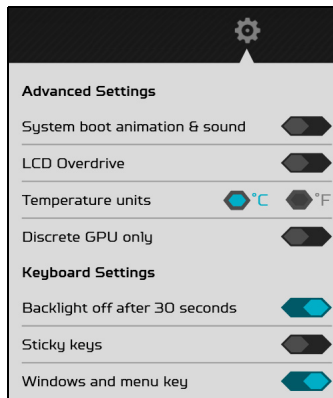 Advanced Settings
System boot animation & sound
LCD Overdrive
Temperature units °C °F
Discrete GPU only
Keyboard Settings
Backlight off after 30 seconds
Sticky keys
Windows and menu key